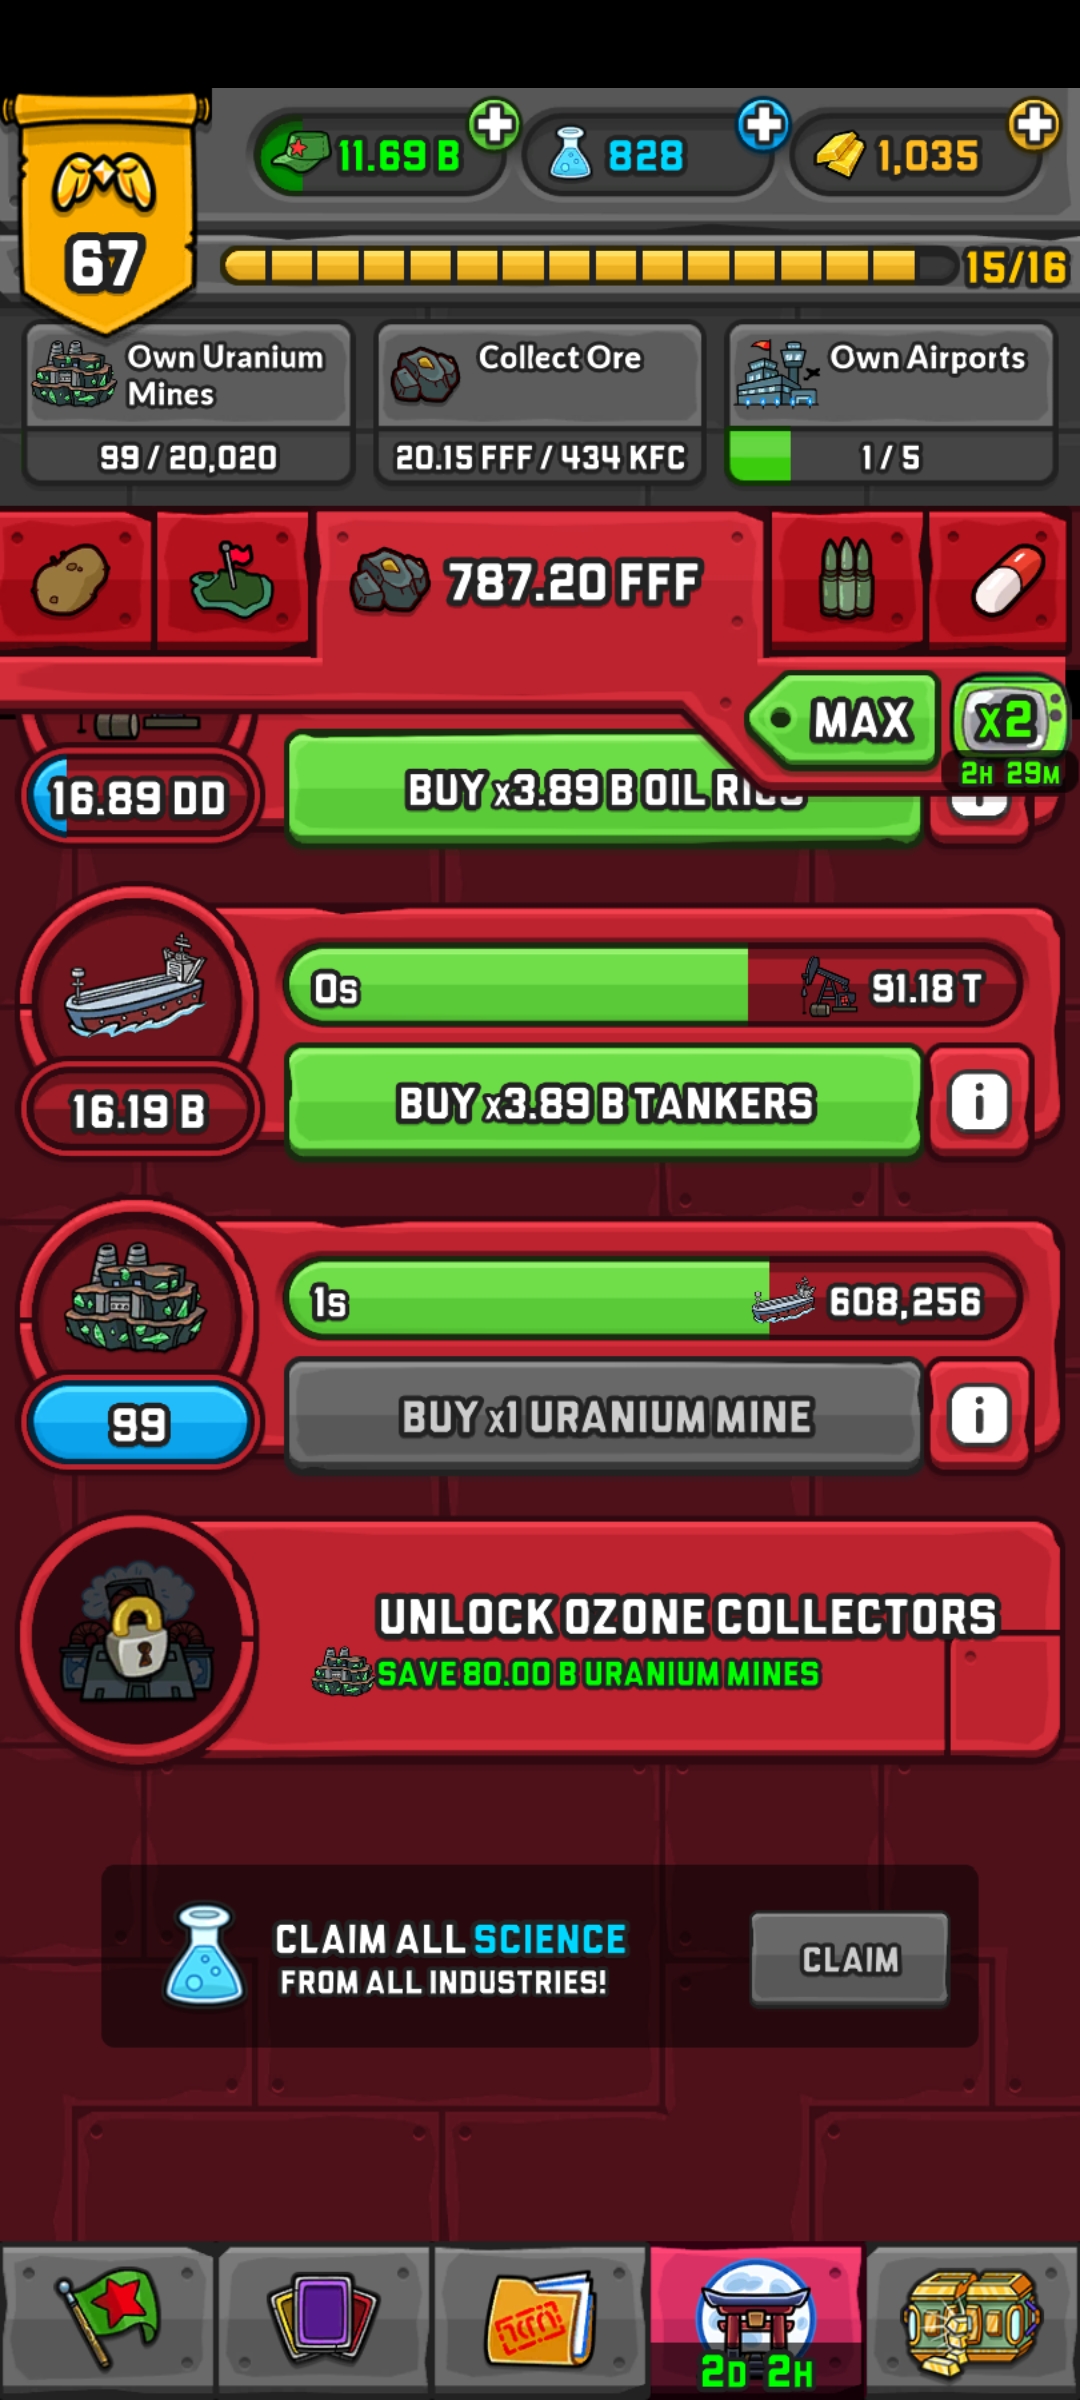 11.69 B
828
1,035
67
15/16
Own Uranium
Mines
99 / 20,020
Collect Ore
20.15 FFF / 434 KFC
Own Airports
1 / 5
787.20 FFF
MAX
X2
2H 29M
16.89 DD
BUY x3.89 B OIL
0s
91.18 T
16.19 B
BUY x3.89 B TANKERS
1s
608,256
99
BUY x1 URANIUM MINE
UNLOCK OZONE COLLECTORS
SAVE 80.00 B URANIUM MINES
CLAIM ALL SCIENCE
FROM ALL INDUSTRIES!
CLAIM
2D 2H